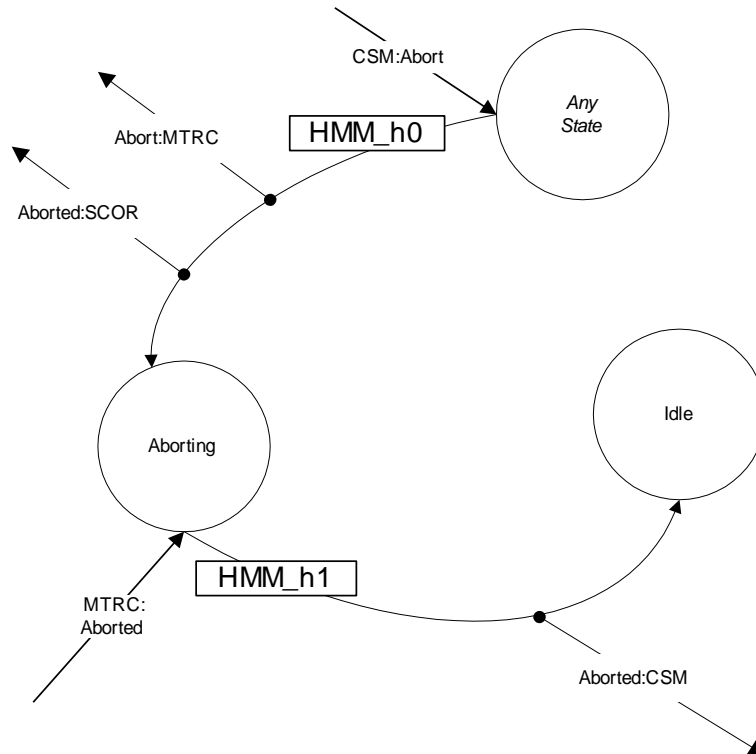 CSM:Abort
Any
State
HMM_h0
Abort:MTRC
Aborted:SCOR
Idle
Aborting
HMM_h1
MTRC:
Aborted
Aborted:CSM